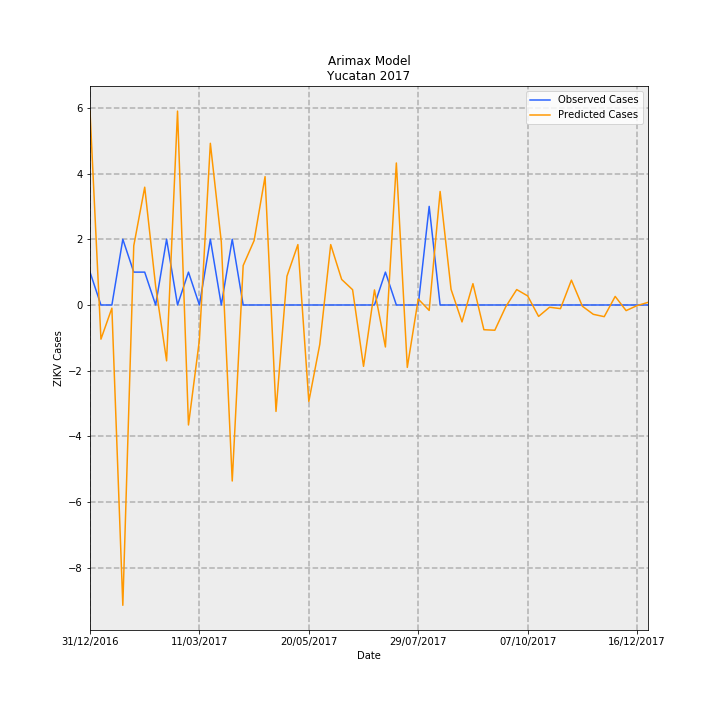 Arimax Model
Yucatan 2017
Observed Cases
Predicted Cases
6
4
2
0
−2
−4
−6
−8
ZIKV Cases
31/12/2016 11/03/2017 20/05/2017 29/07/2017 07/10/2017 16/12/2017
Date